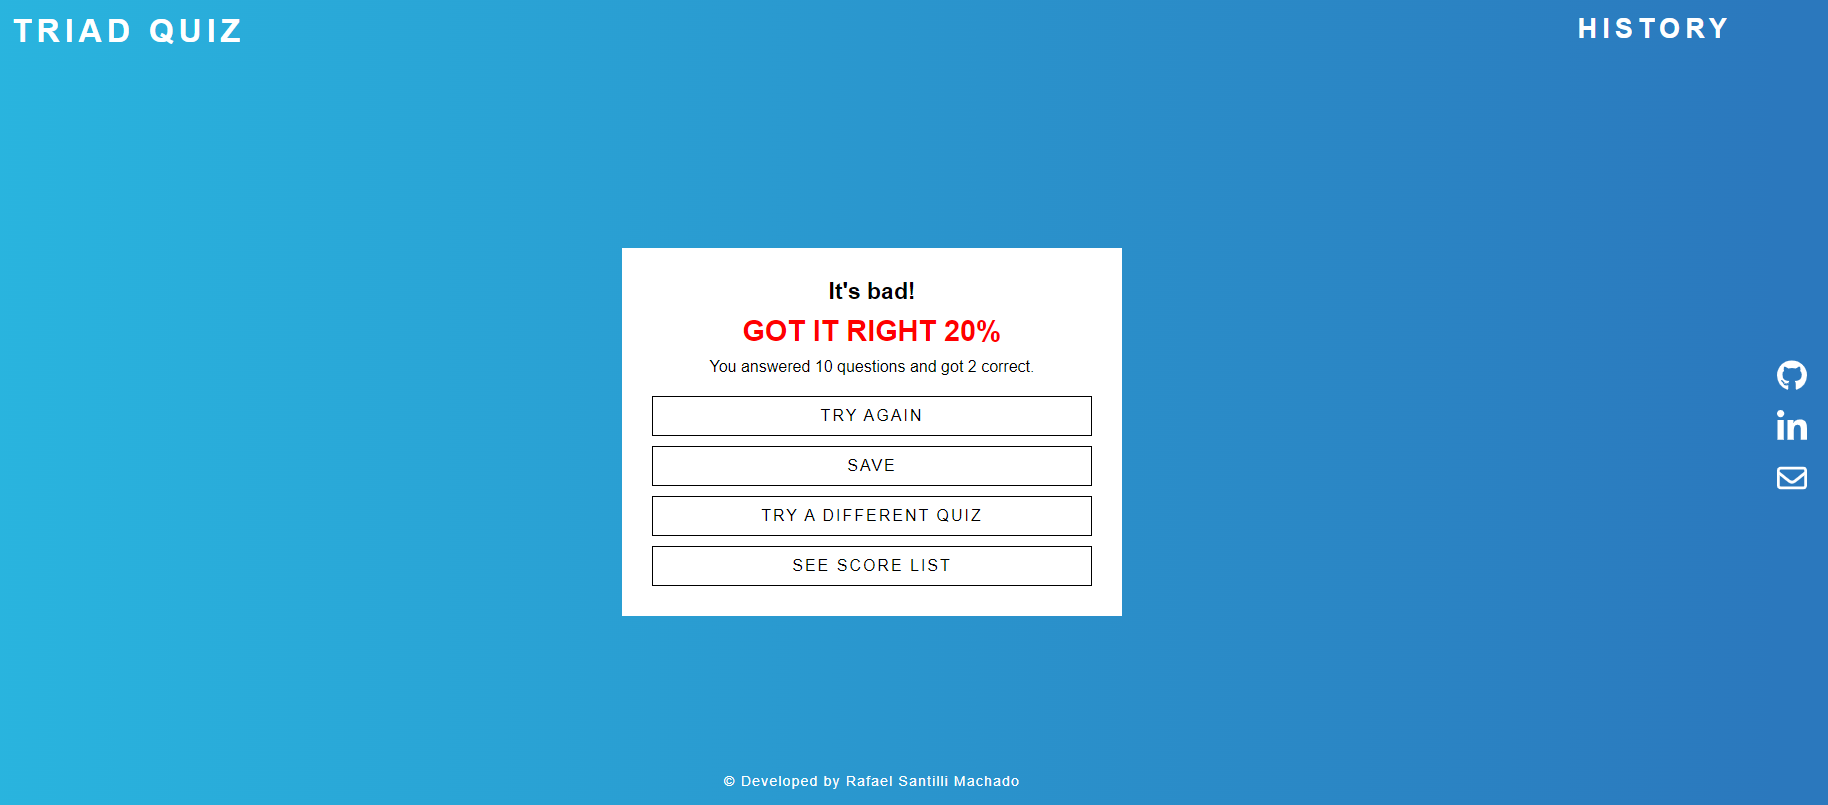 TRIAD QUIZ
HISTORY
It's bad!
GOT IT RIGHT 20%
You answered 10 questions and got 2 correct.
TRY AGAIN
SAVE
TRY A DIFFERENT QUIZ
SEE SCORE LIST
in
© Developed by Rafael Santilli Machado